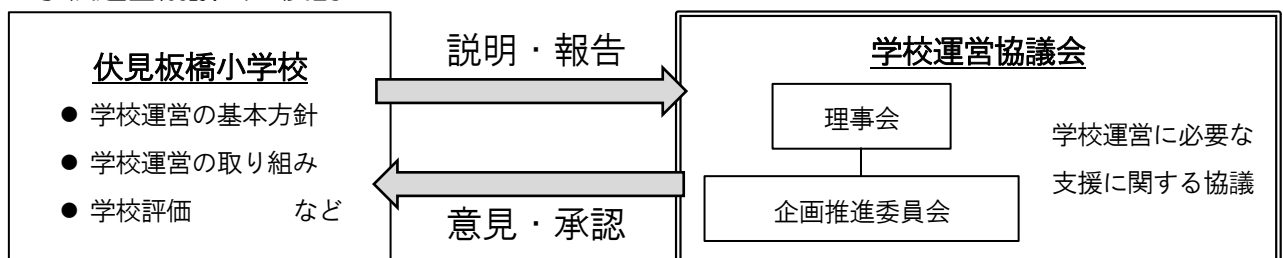 伏見板橋小学校
● 学校運営の基本方針
● 学校運営の取り組み
● 学校評価　　　など
説明・報告
意見・承認
学校運営協議会
理事会
企画推進委員会
学校運営に必要な
支援に関する協議